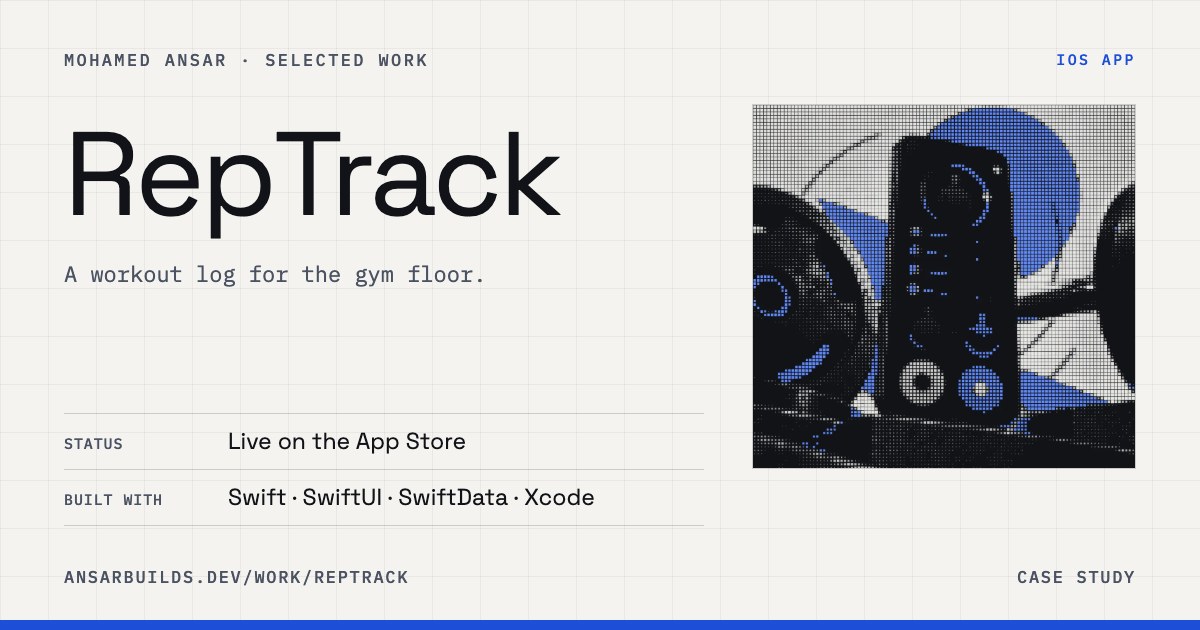 MOHAMED ANSAR · SELECTED WORK
IOS APP
RepTrack
A workout log for the gym floor.
STATUS Live on the App Store
BUILT WITH Swift · SwiftUI · SwiftData · Xcode
ANSARBUILDS.DEV/WORK/REPTRACK
CASE STUDY